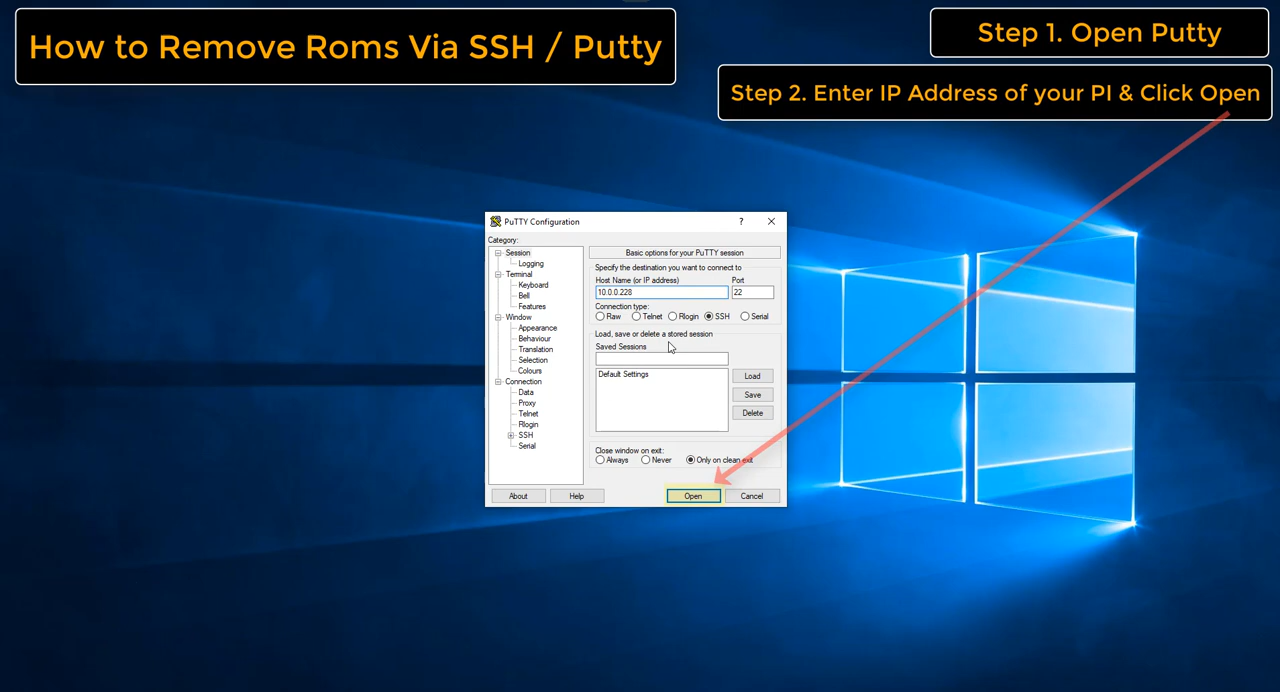 How to Remove Roms Via SSH / Putty
Step 1. Open Putty
Step 2. Enter IP Address of your PI & Click Open
PuTTY Configuration
?
Category:
Session
Logging
Terminal
Keyboard
Bell
Features
Window
Appearance
Behaviour
Translation
Selection
Colours
Connection
Data
Proxy
Telnet
Rlogin
SSH
Serial
Basic options for your PuTTY session
Specify the destination you want to connect to
Host Name (or IP address) Port
10.0.0.228 22
Connection type:
Raw Telnet Rlogin SSH Serial
Load, save or delete a stored session
Saved Sessions
Default Settings
Load
Save
Delete
Close window on exit:
Always Never Only on clean exit
About Help Open Cancel